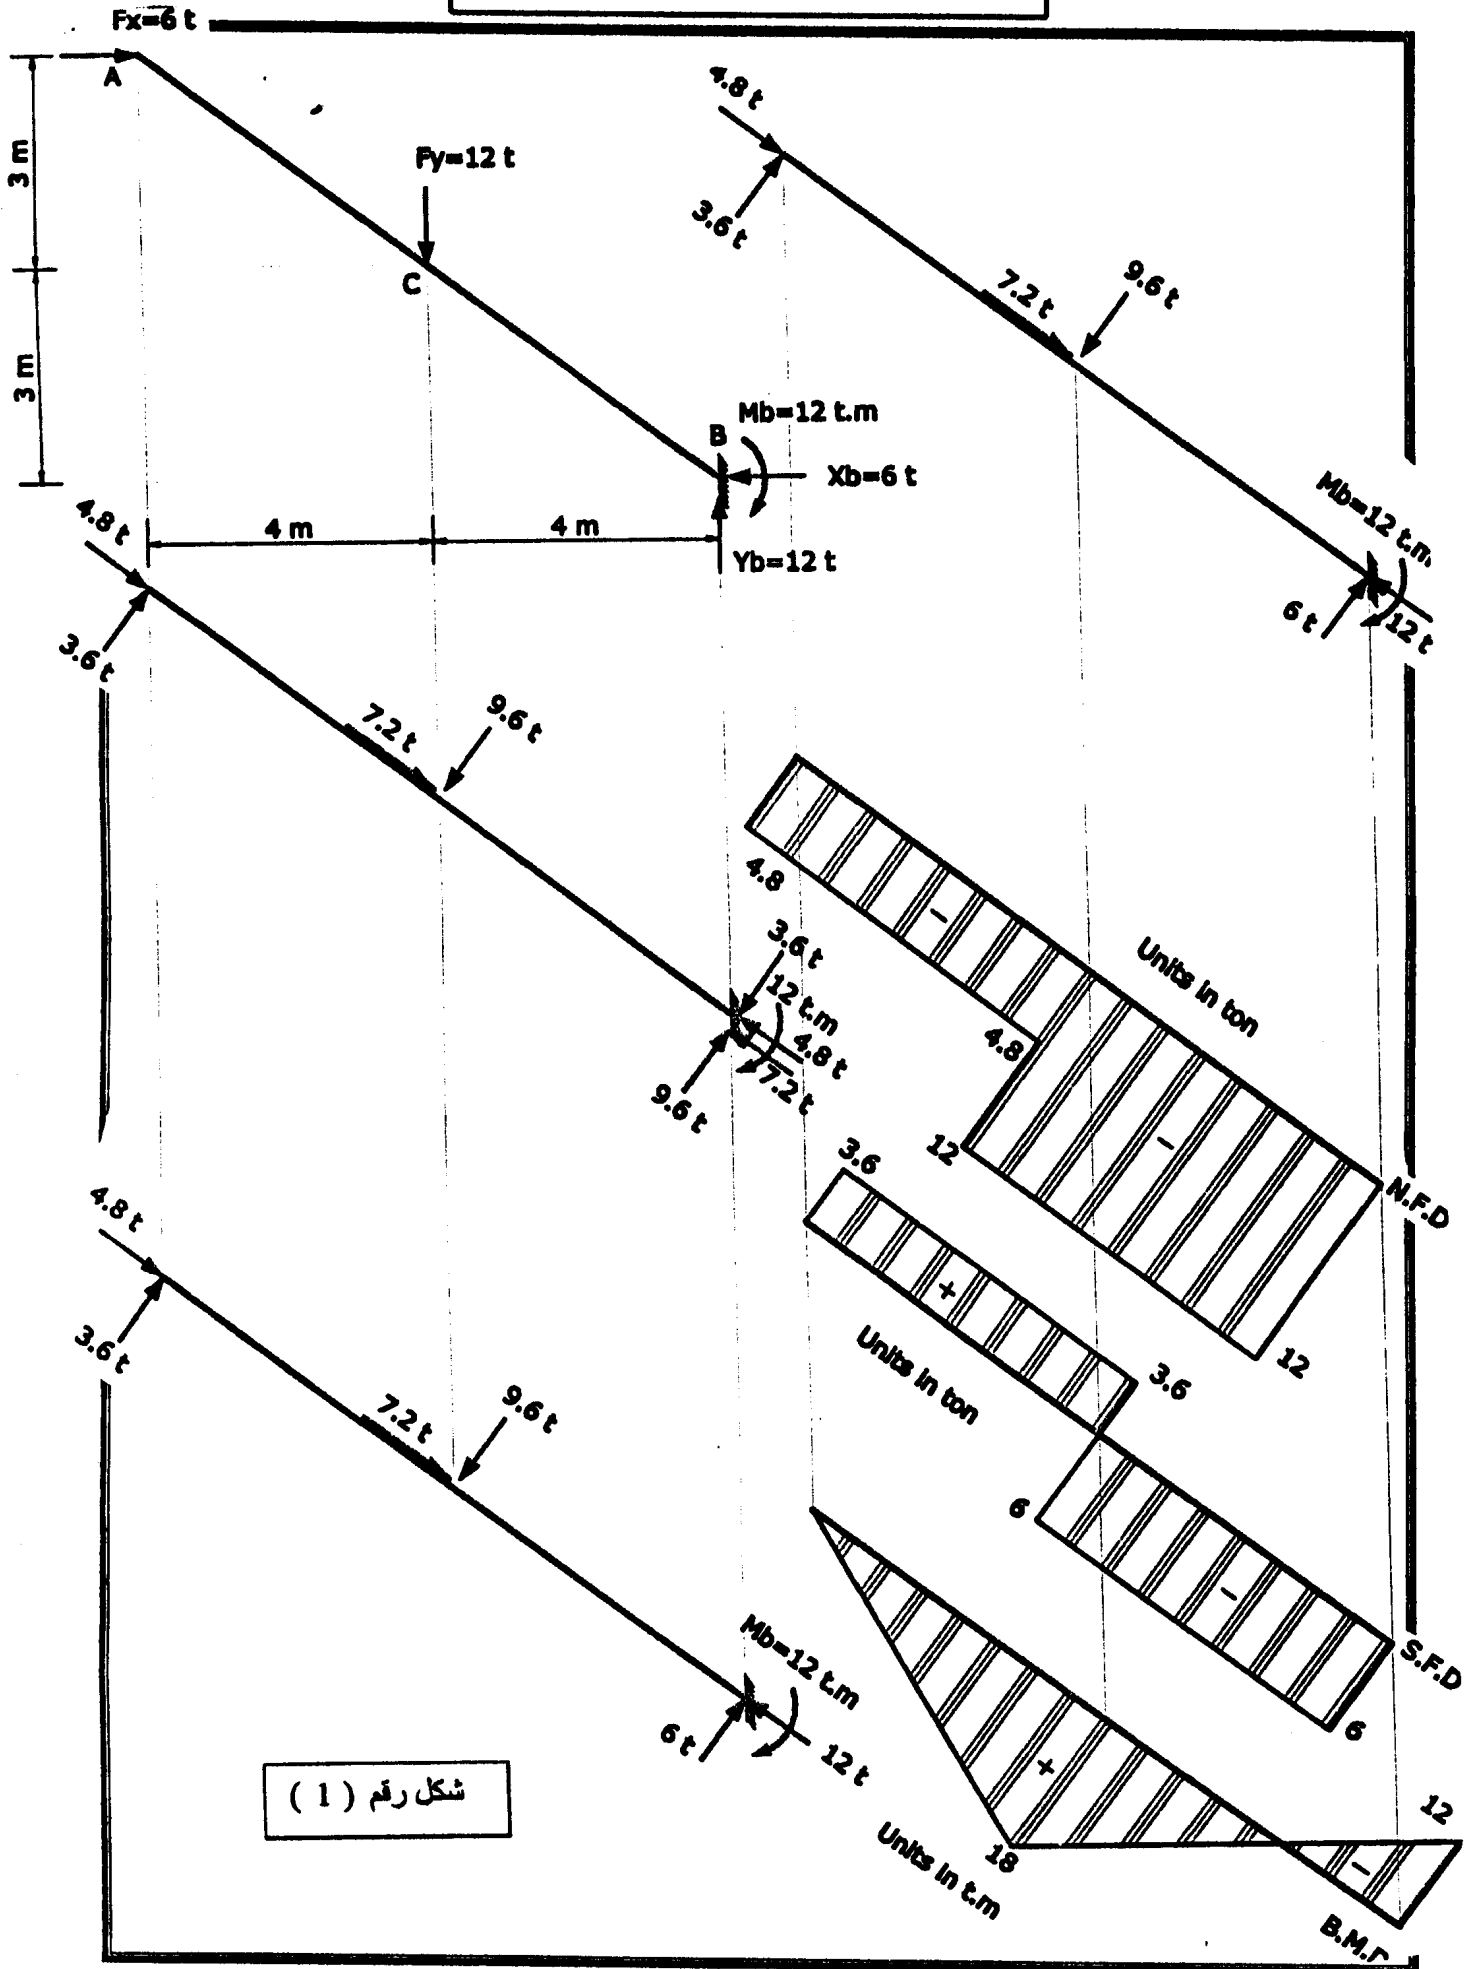 Fx=6 t
A
3 m
3 m
Fy=12 t
C
B
Mb=12 t.m
Xb=6 t
Yb=12 t
4 m
4 m
4.8 t
3.6 t
7.2 t
9.6 t
Mb=12 t.m
6 t
12 t
4.8 t
3.6 t
7.2 t
9.6 t
3.6 t
12 t.m
4.8 t
7.2 t
9.6 t
4.8
-
Units in ton
4.8
12
-
12
N.F.D
3.6
+
3.6
Units in ton
6
-
6
S.F.D
4.8 t
3.6 t
7.2 t
9.6 t
Mb=12 t.m
6 t
12 t
+
18
Units in t.m
-
12
B.M.
شكل رقم ( 1 )